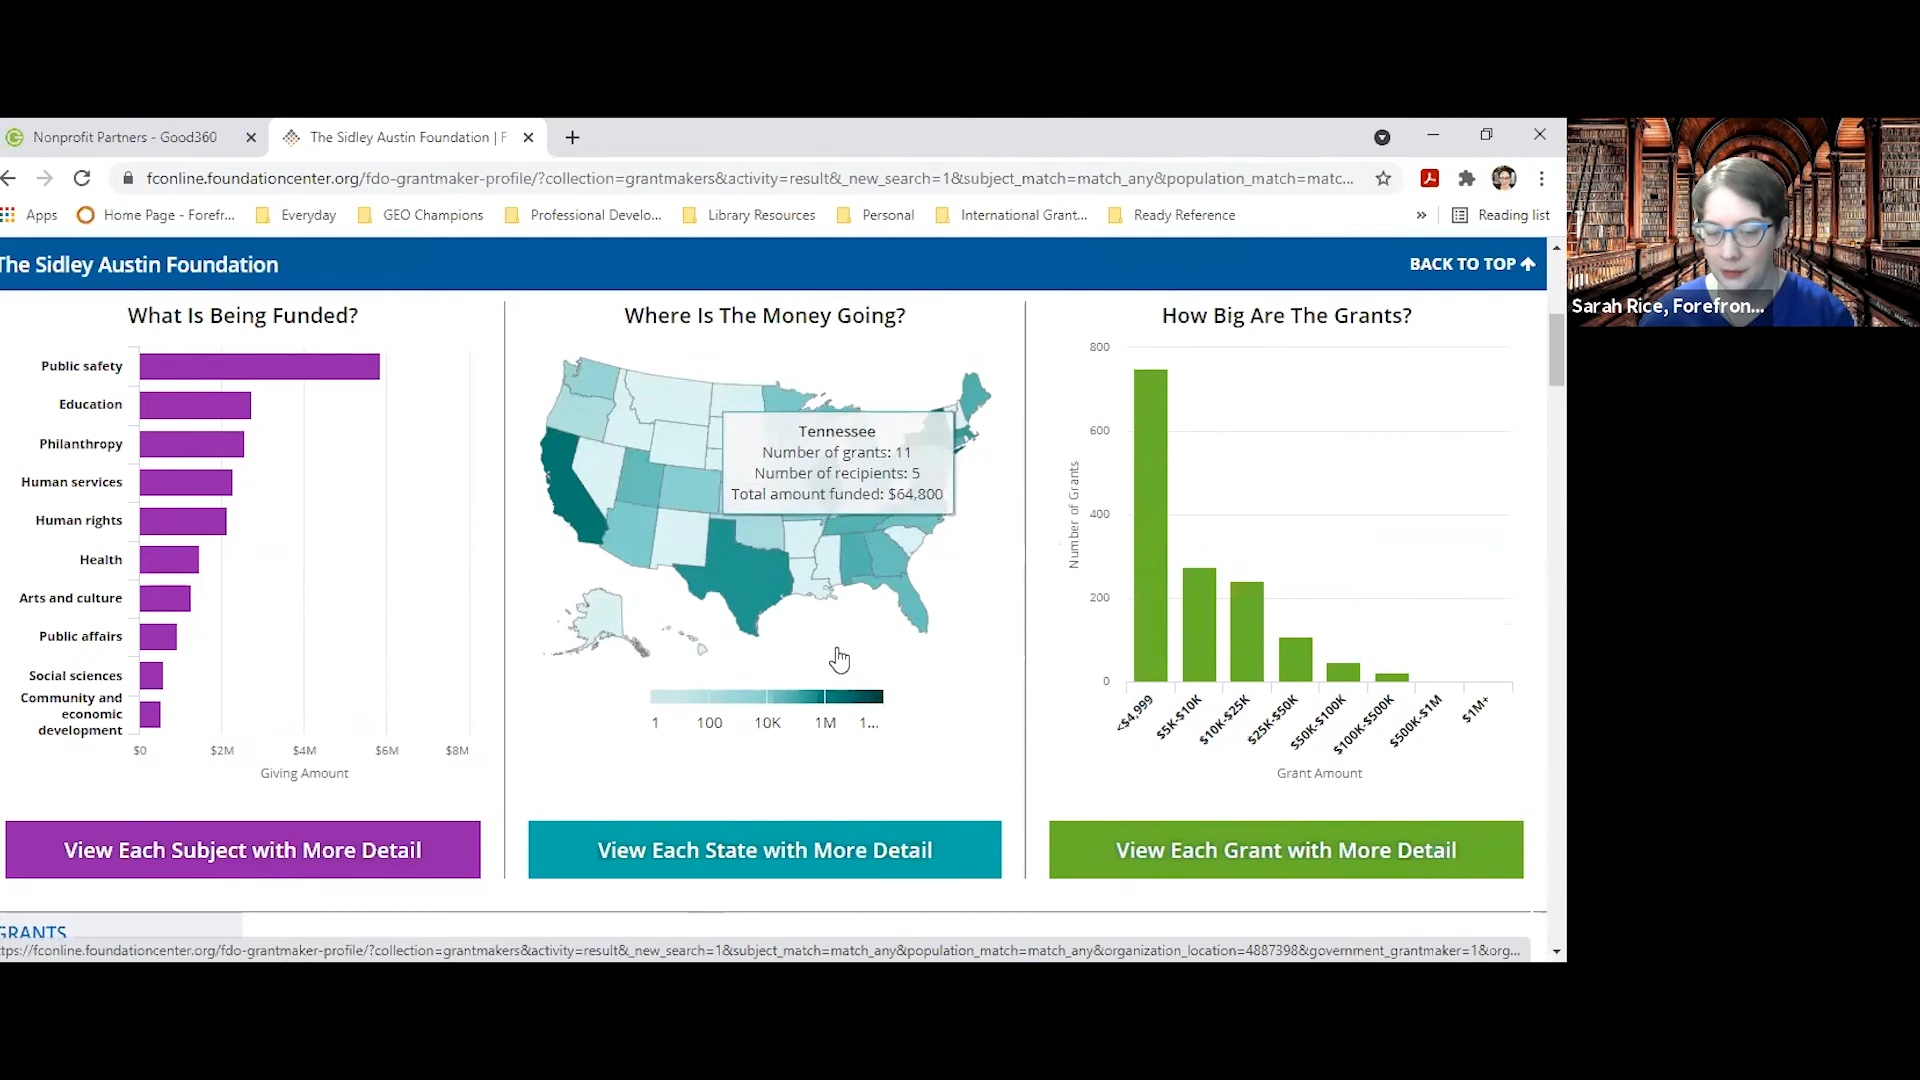 Nonprofit Partners - Good360
The Sidley Austin Foundation | F
fconline.foundationcenter.org/fdo-grantmaker-profile/?collection=grantmakers&activity=result&_new_search=1&subject_match=match_any&population_match=matc...
Apps
Home Page - Forefr...
Everyday
GEO Champions
Professional Develo...
Library Resources
Personal
International Grant...
Ready Reference
»
Reading list
The Sidley Austin Foundation
BACK TO TOP
Sarah Rice, Forefron...
What Is Being Funded?
Public safety
Education
Philanthropy
Human services
Human rights
Health
Arts and culture
Public affairs
Social sciences
Community and
economic
development
$0 $2M $4M $6M $8M
Giving Amount
View Each Subject with More Detail
Where Is The Money Going?
Tennessee
Number of grants: 11
Number of recipients: 5
Total amount funded: $64,800
1 100 10K 1M 1...
View Each State with More Detail
How Big Are The Grants?
800
600
400
200
0
Number of Grants
<$4,999
$5K-$10K
$10K-$25K
$25K-$50K
$50K-$100K
$100K-$500K
$500K-$1M
$1M+
Grant Amount
View Each Grant with More Detail
GRANTS
tps://fconline.foundationcenter.org/fdo-grantmaker-profile/?collection=grantmakers&activity=result&_new_search=1&subject_match=match_any&population_match=match_any&organization_location=4887398&government_grantmaker=1&org...